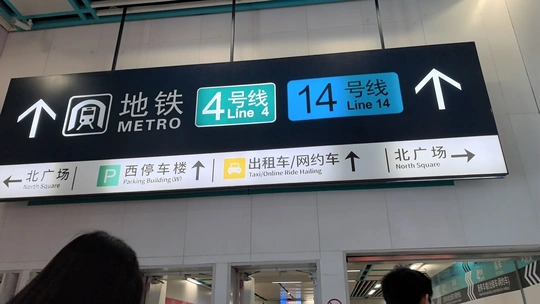 地铁
METRO
4号线
Line 4
14号线
Line 14
北广场
North Square
P
西停车楼
Parking Building(W)
出租车/网约车
Taxi/Online Ride Hailing
北广场
North Square